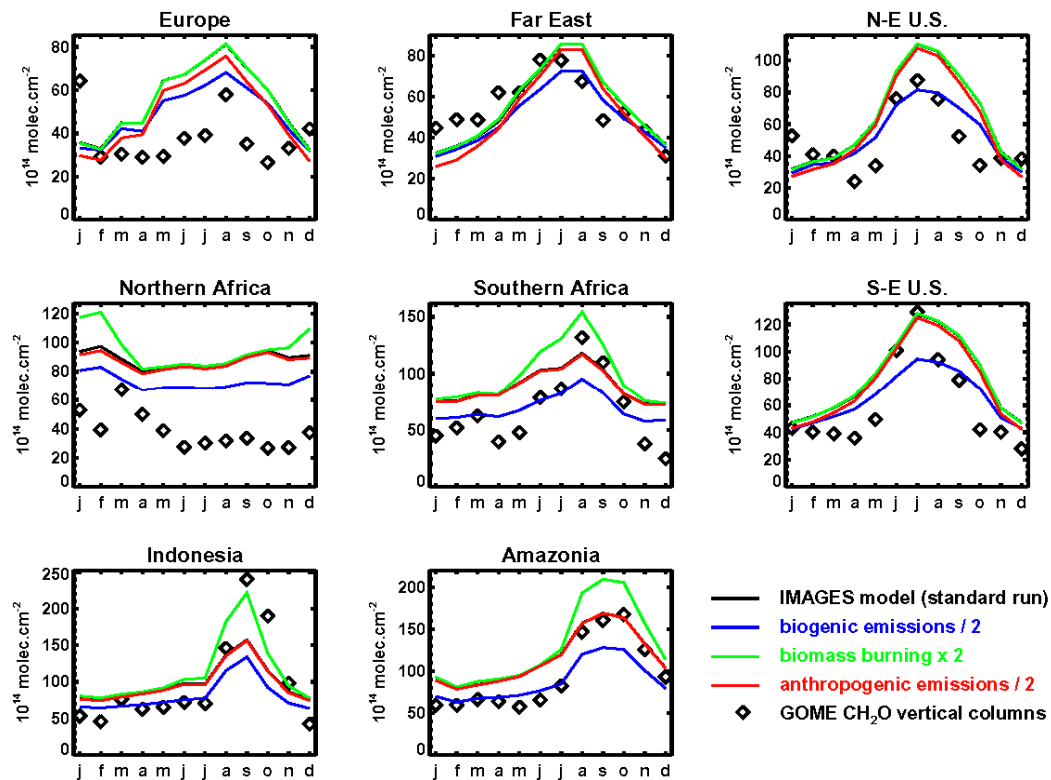 Europe
Far East
N-E U.S.
10¹⁴ molec.cm⁻²
80
60
40
20
0
j f m a m j j a s o n d
10¹⁴ molec.cm⁻²
80
60
40
20
0
j f m a m j j a s o n d
10¹⁴ molec.cm⁻²
100
80
60
40
20
0
j f m a m j j a s o n d
Northern Africa
Southern Africa
S-E U.S.
10¹⁴ molec.cm⁻²
120
100
80
60
40
20
0
j f m a m j j a s o n d
10¹⁴ molec.cm⁻²
150
100
50
0
j f m a m j j a s o n d
10¹⁴ molec.cm⁻²
120
100
80
60
40
20
0
j f m a m j j a s o n d
Indonesia
Amazonia
10¹⁴ molec.cm⁻²
250
200
150
100
50
0
j f m a m j j a s o n d
10¹⁴ molec.cm⁻²
200
150
100
50
0
j f m a m j j a s o n d
IMAGES model (standard run)
biogenic emissions / 2
biomass burning x 2
anthropogenic emissions / 2
GOME CH₂O vertical columns